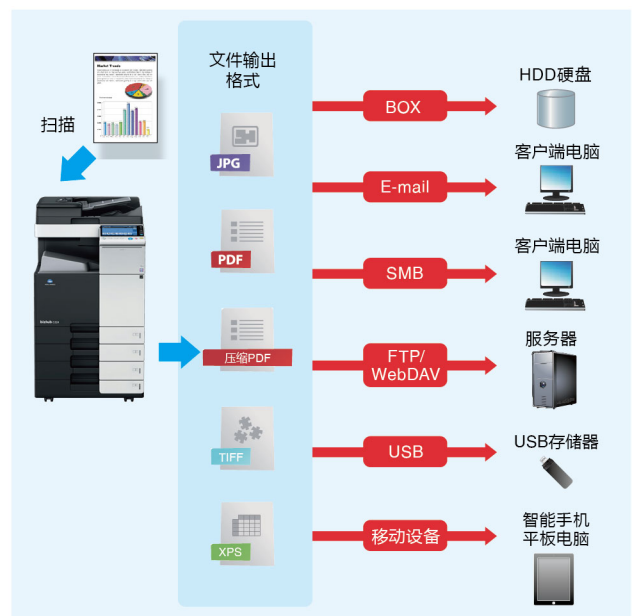 Market Trends
扫描
文件输出
格式
JPG
PDF
压缩PDF
TIFF
XPS
BOX
E-mail
SMB
FTP/
WebDAV
USB
移动设备
HDD硬盘
客户端电脑
客户端电脑
服务器
USB存储器
智能手机
平板电脑
bizhub